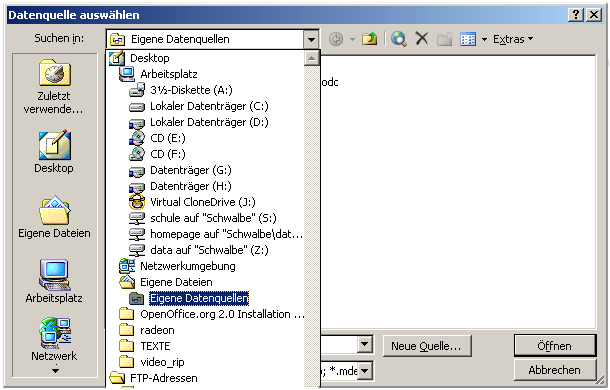 Datenquelle auswählen
Suchen in:
Eigene Datenquellen
Extras
Desktop
Arbeitsplatz
3½-Diskette (A:)
odc
Lokaler Datenträger (C:)
Lokaler Datenträger (D:)
CD (E:)
CD (F:)
Datenträger (G:)
Datenträger (H:)
Virtual CloneDrive (J:)
schule auf "Schwalbe" (S:)
homepage auf "Schwalbe\dat...
data auf "Schwalbe" (Z:)
Netzwerkumgebung
Eigene Dateien
Eigene Datenquellen
OpenOffice.org 2.0 Installation ...
radeon
TEXTE
video_rip
FTP-Adressen
Zuletzt
verwende...
Desktop
Eigene Dateien
Arbeitsplatz
Netzwerk
Neue Quelle...
Öffnen
; *.mde
Abbrechen